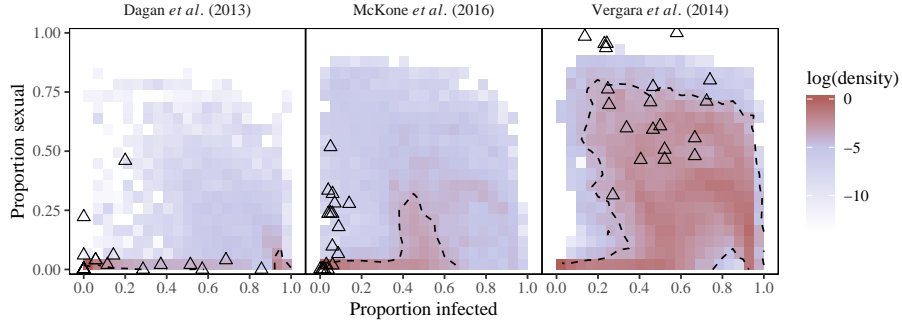 Dagan et al. (2013) McKone et al. (2016) Vergara et al. (2014)
1.00
0.75
0.50
0.25
0.00
Proportion sexual
0.0 0.2 0.4 0.6 0.8 1.0 0.0 0.2 0.4 0.6 0.8 1.0 0.0 0.2 0.4 0.6 0.8 1.0
Proportion infected
log(density)
0
−5
−10